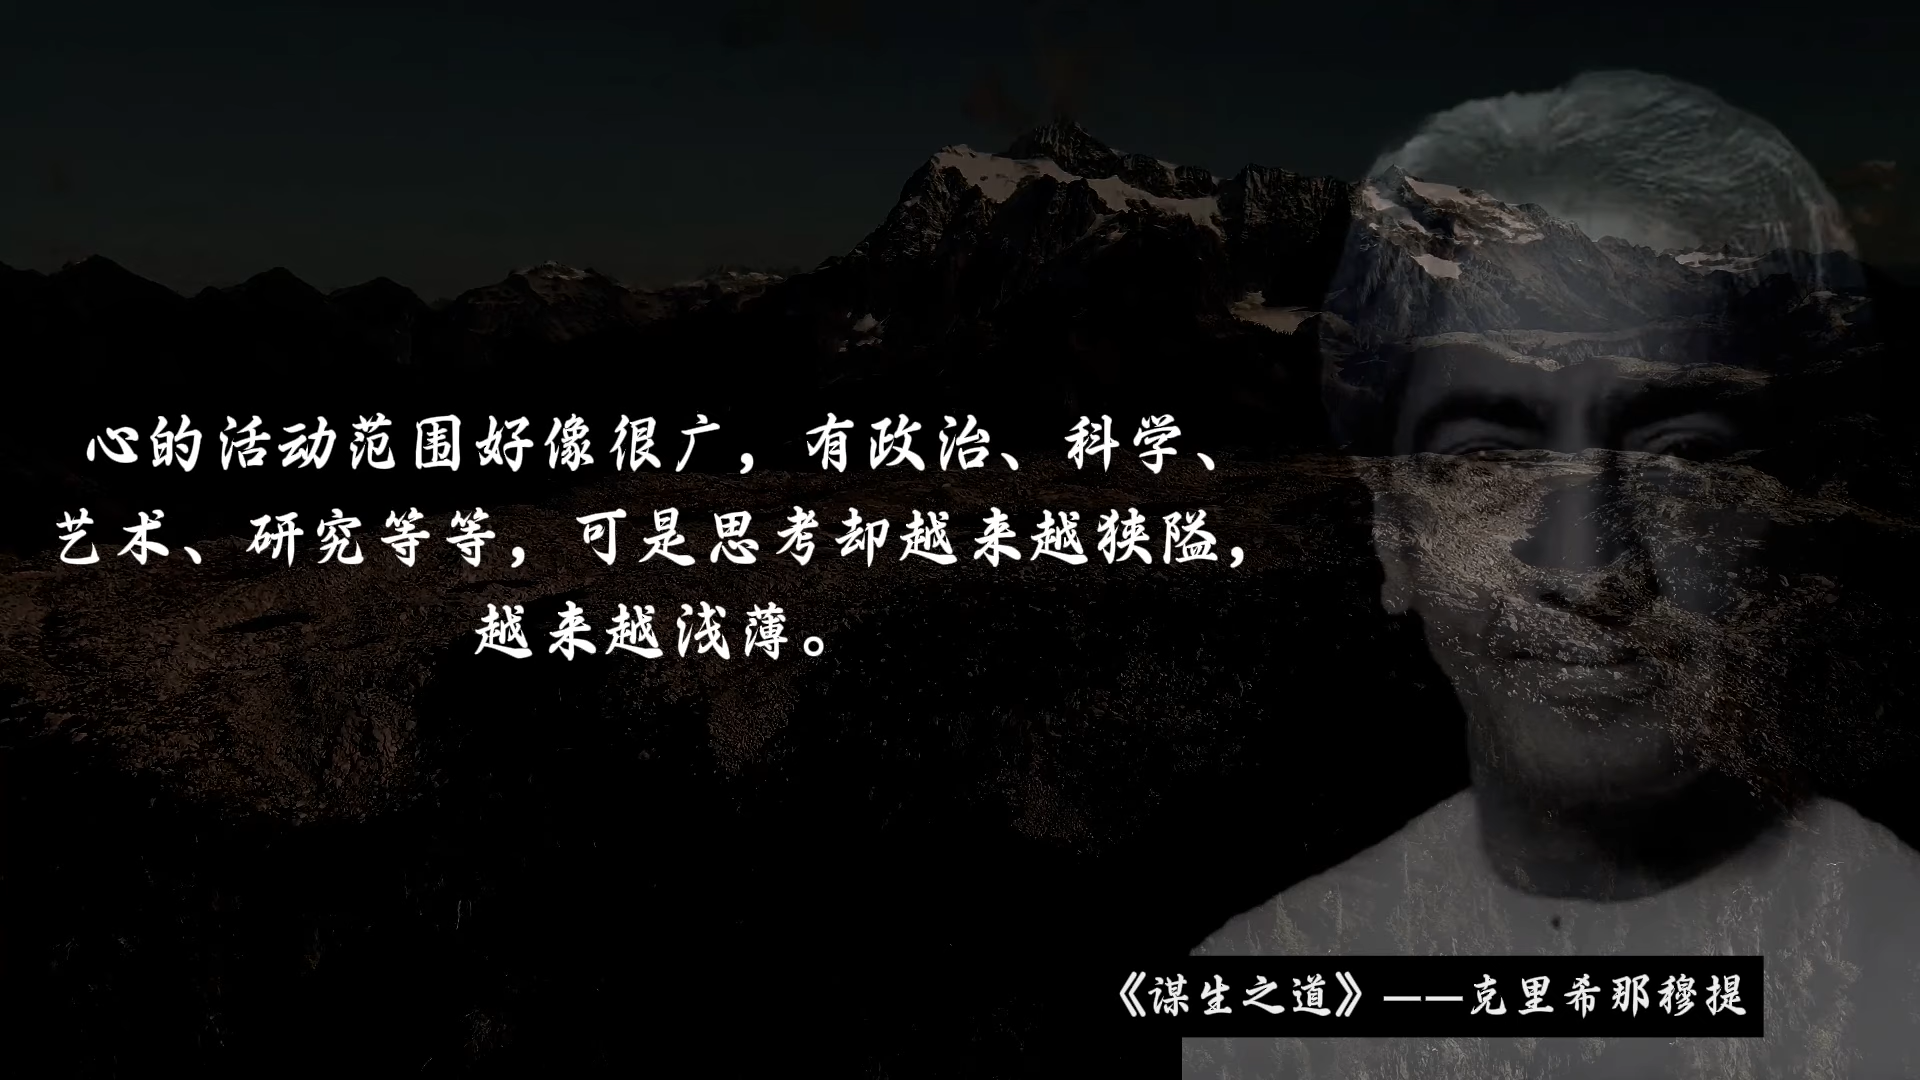 心的活动范围好像很广，有政治、科学、
艺术、研究等等，可是思考却越来越狭隘，
越来越浅薄。
《谋生之道》——克里希那穆提